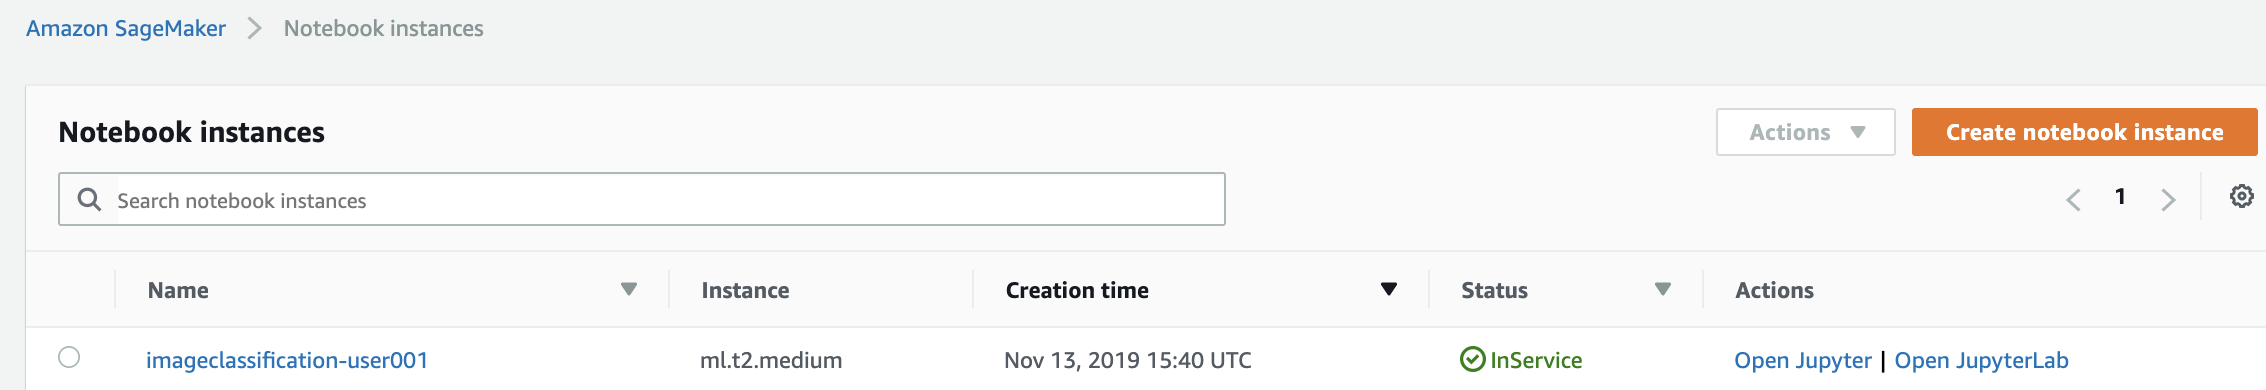 Amazon SageMaker > Notebook instances
Notebook instances
Actions
Create notebook instance
Search notebook instances
1
Name Instance Creation time Status Actions
imageclassification-user001 ml.t2.medium Nov 13, 2019 15:40 UTC InService Open Jupyter | Open JupyterLab